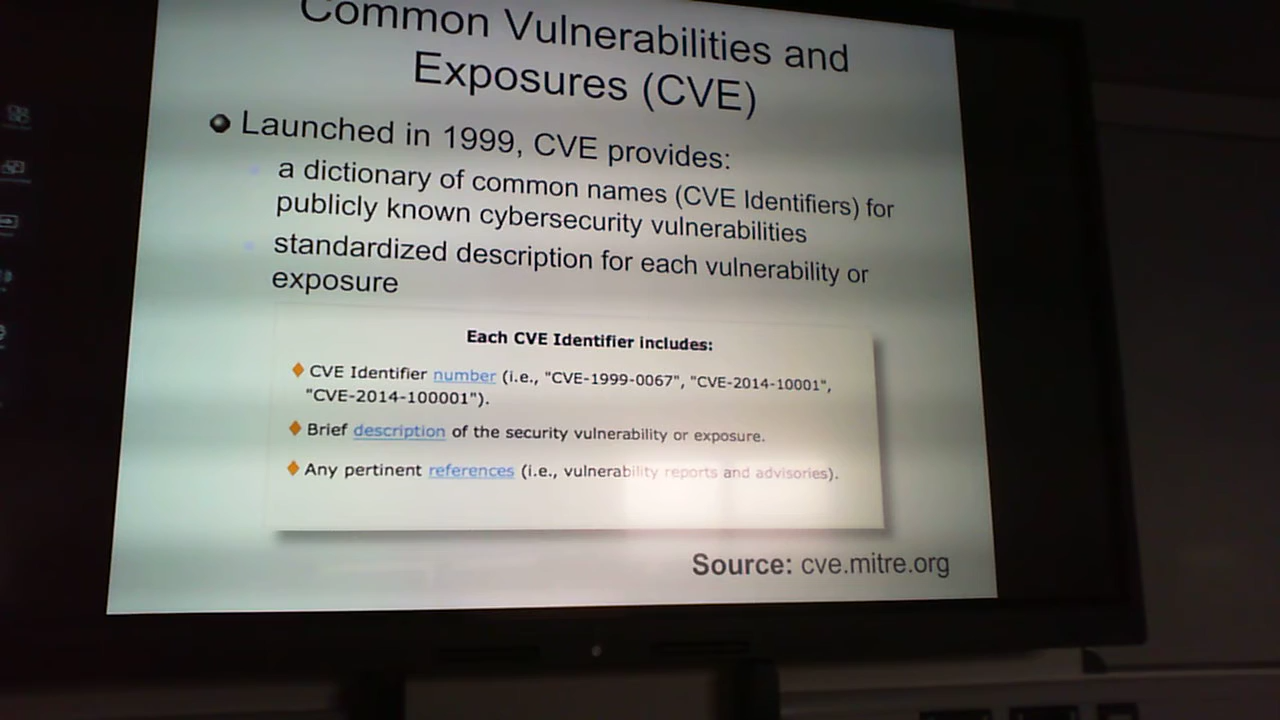 Common Vulnerabilities and
Exposures (CVE)
Launched in 1999, CVE provides:
a dictionary of common names (CVE Identifiers) for
publicly known cybersecurity vulnerabilities
standardized description for each vulnerability or
exposure
Each CVE Identifier includes:
CVE Identifier number (i.e., "CVE-1999-0067", "CVE-2014-10001",
"CVE-2014-100001").
Brief description of the security vulnerability or exposure.
Any pertinent references (i.e., vulnerability reports and advisories).
Source: cve.mitre.org